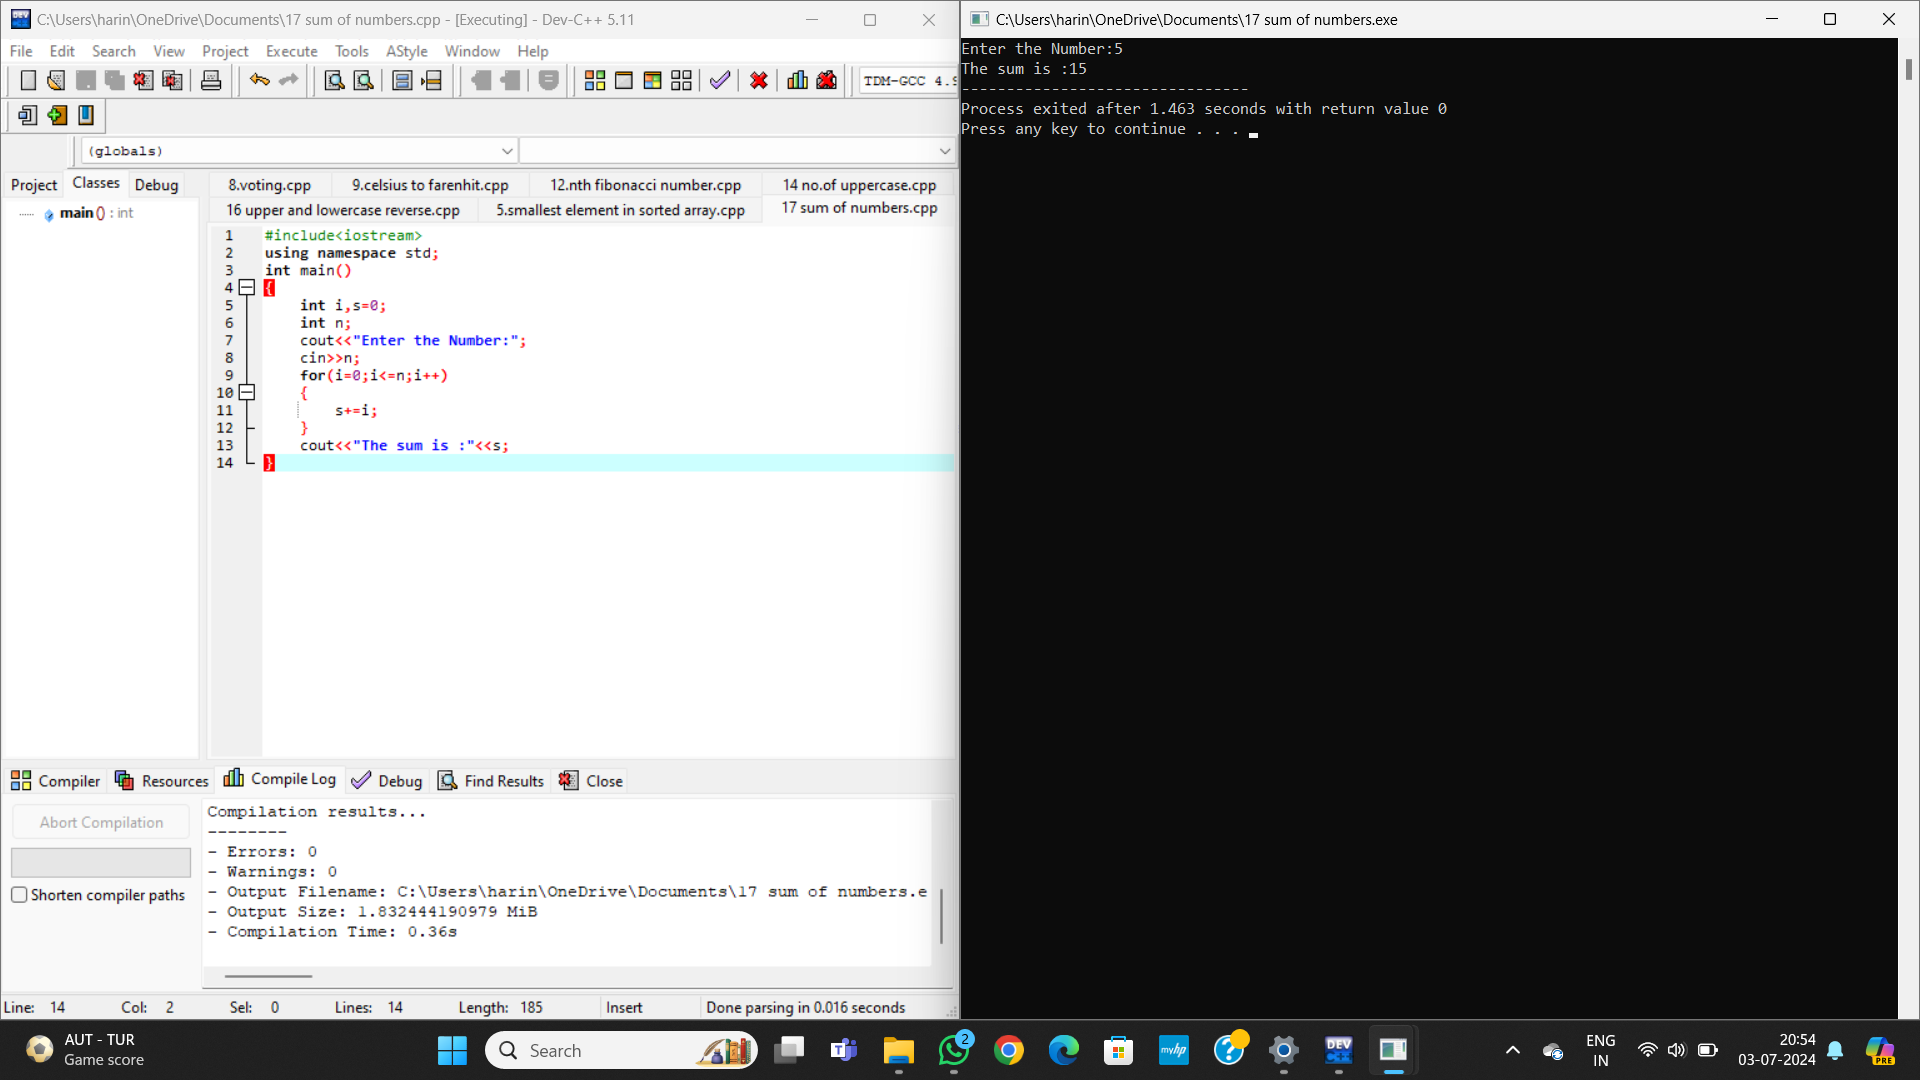 C:\Users\harin\OneDrive\Documents\17 sum of numbers.cpp - [Executing] - Dev-C++ 5.11
File Edit Search View Project Execute Tools AStyle Window Help
TDM-GCC 4.9
(globals)
Project Classes Debug
main () : int
8.voting.cpp 9.celsius to farenhit.cpp 12.nth fibonacci number.cpp 14 no.of uppercase.cpp
16 upper and lowercase reverse.cpp 5.smallest element in sorted array.cpp 17 sum of numbers.cpp
1 #include<iostream>
2 using namespace std;
3 int main()
4 {
5 int i,s=0;
6 int n;
7 cout<<"Enter the Number:";
8 cin>>n;
9 for(i=0;i<=n;i++)
10 {
11 s+=i;
12 }
13 cout<<"The sum is :"<<s;
14 }
Compiler Resources Compile Log Debug Find Results Close
Abort Compilation
Shorten compiler paths
Compilation results...
--------
- Errors: 0
- Warnings: 0
- Output Filename: C:\Users\harin\OneDrive\Documents\17 sum of numbers.e
- Output Size: 1.832444190979 MiB
- Compilation Time: 0.36s
Line: 14 Col: 2 Sel: 0 Lines: 14 Length: 185 Insert Done parsing in 0.016 seconds
C:\Users\harin\OneDrive\Documents\17 sum of numbers.exe
Enter the Number:5
The sum is :15
--------------------------------
Process exited after 1.463 seconds with return value 0
Press any key to continue . . .
AUT - TUR
Game score
Search
2
myhp
DEV
ENG
IN
20:54
03-07-2024
PRE